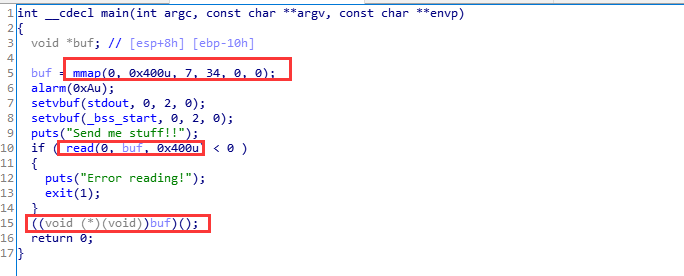 1 int __cdecl main(int argc, const char **argv, const char **envp)
2 {
3 void *buf; // [esp+8h] [ebp-10h]
4
5 buf = mmap(0, 0x400u, 7, 34, 0, 0);
6 alarm(0xAu);
7 setvbuf(stdout, 0, 2, 0);
8 setvbuf(_bss_start, 0, 2, 0);
9 puts("Send me stuff!!");
10 if ( read(0, buf, 0x400u) < 0 )
11 {
12 puts("Error reading!");
13 exit(1);
14 }
15 ((void (*)(void))buf)();
16 return 0;
17 }